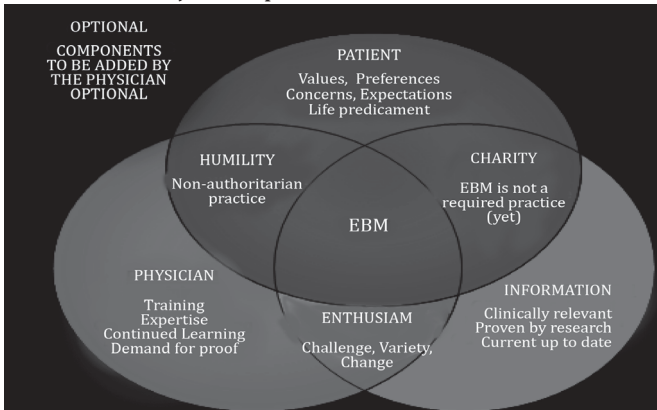 OPTIONAL
COMPONENTS
TO BE ADDED BY
THE PHYSICIAN
OPTIONAL
PATIENT
Values, Preferences
Concerns, Expectations
Life predicament
HUMILITY
Non-authoritarian
practice
CHARITY
EBM is not a
required practice
(yet)
EBM
PHYSICIAN
Training
Expertise
Continued Learning
Demand for proof
ENTHUSIAM
Challenge, Variety,
Change
INFORMATION
Clinically relevant
Proven by research
Current up to date